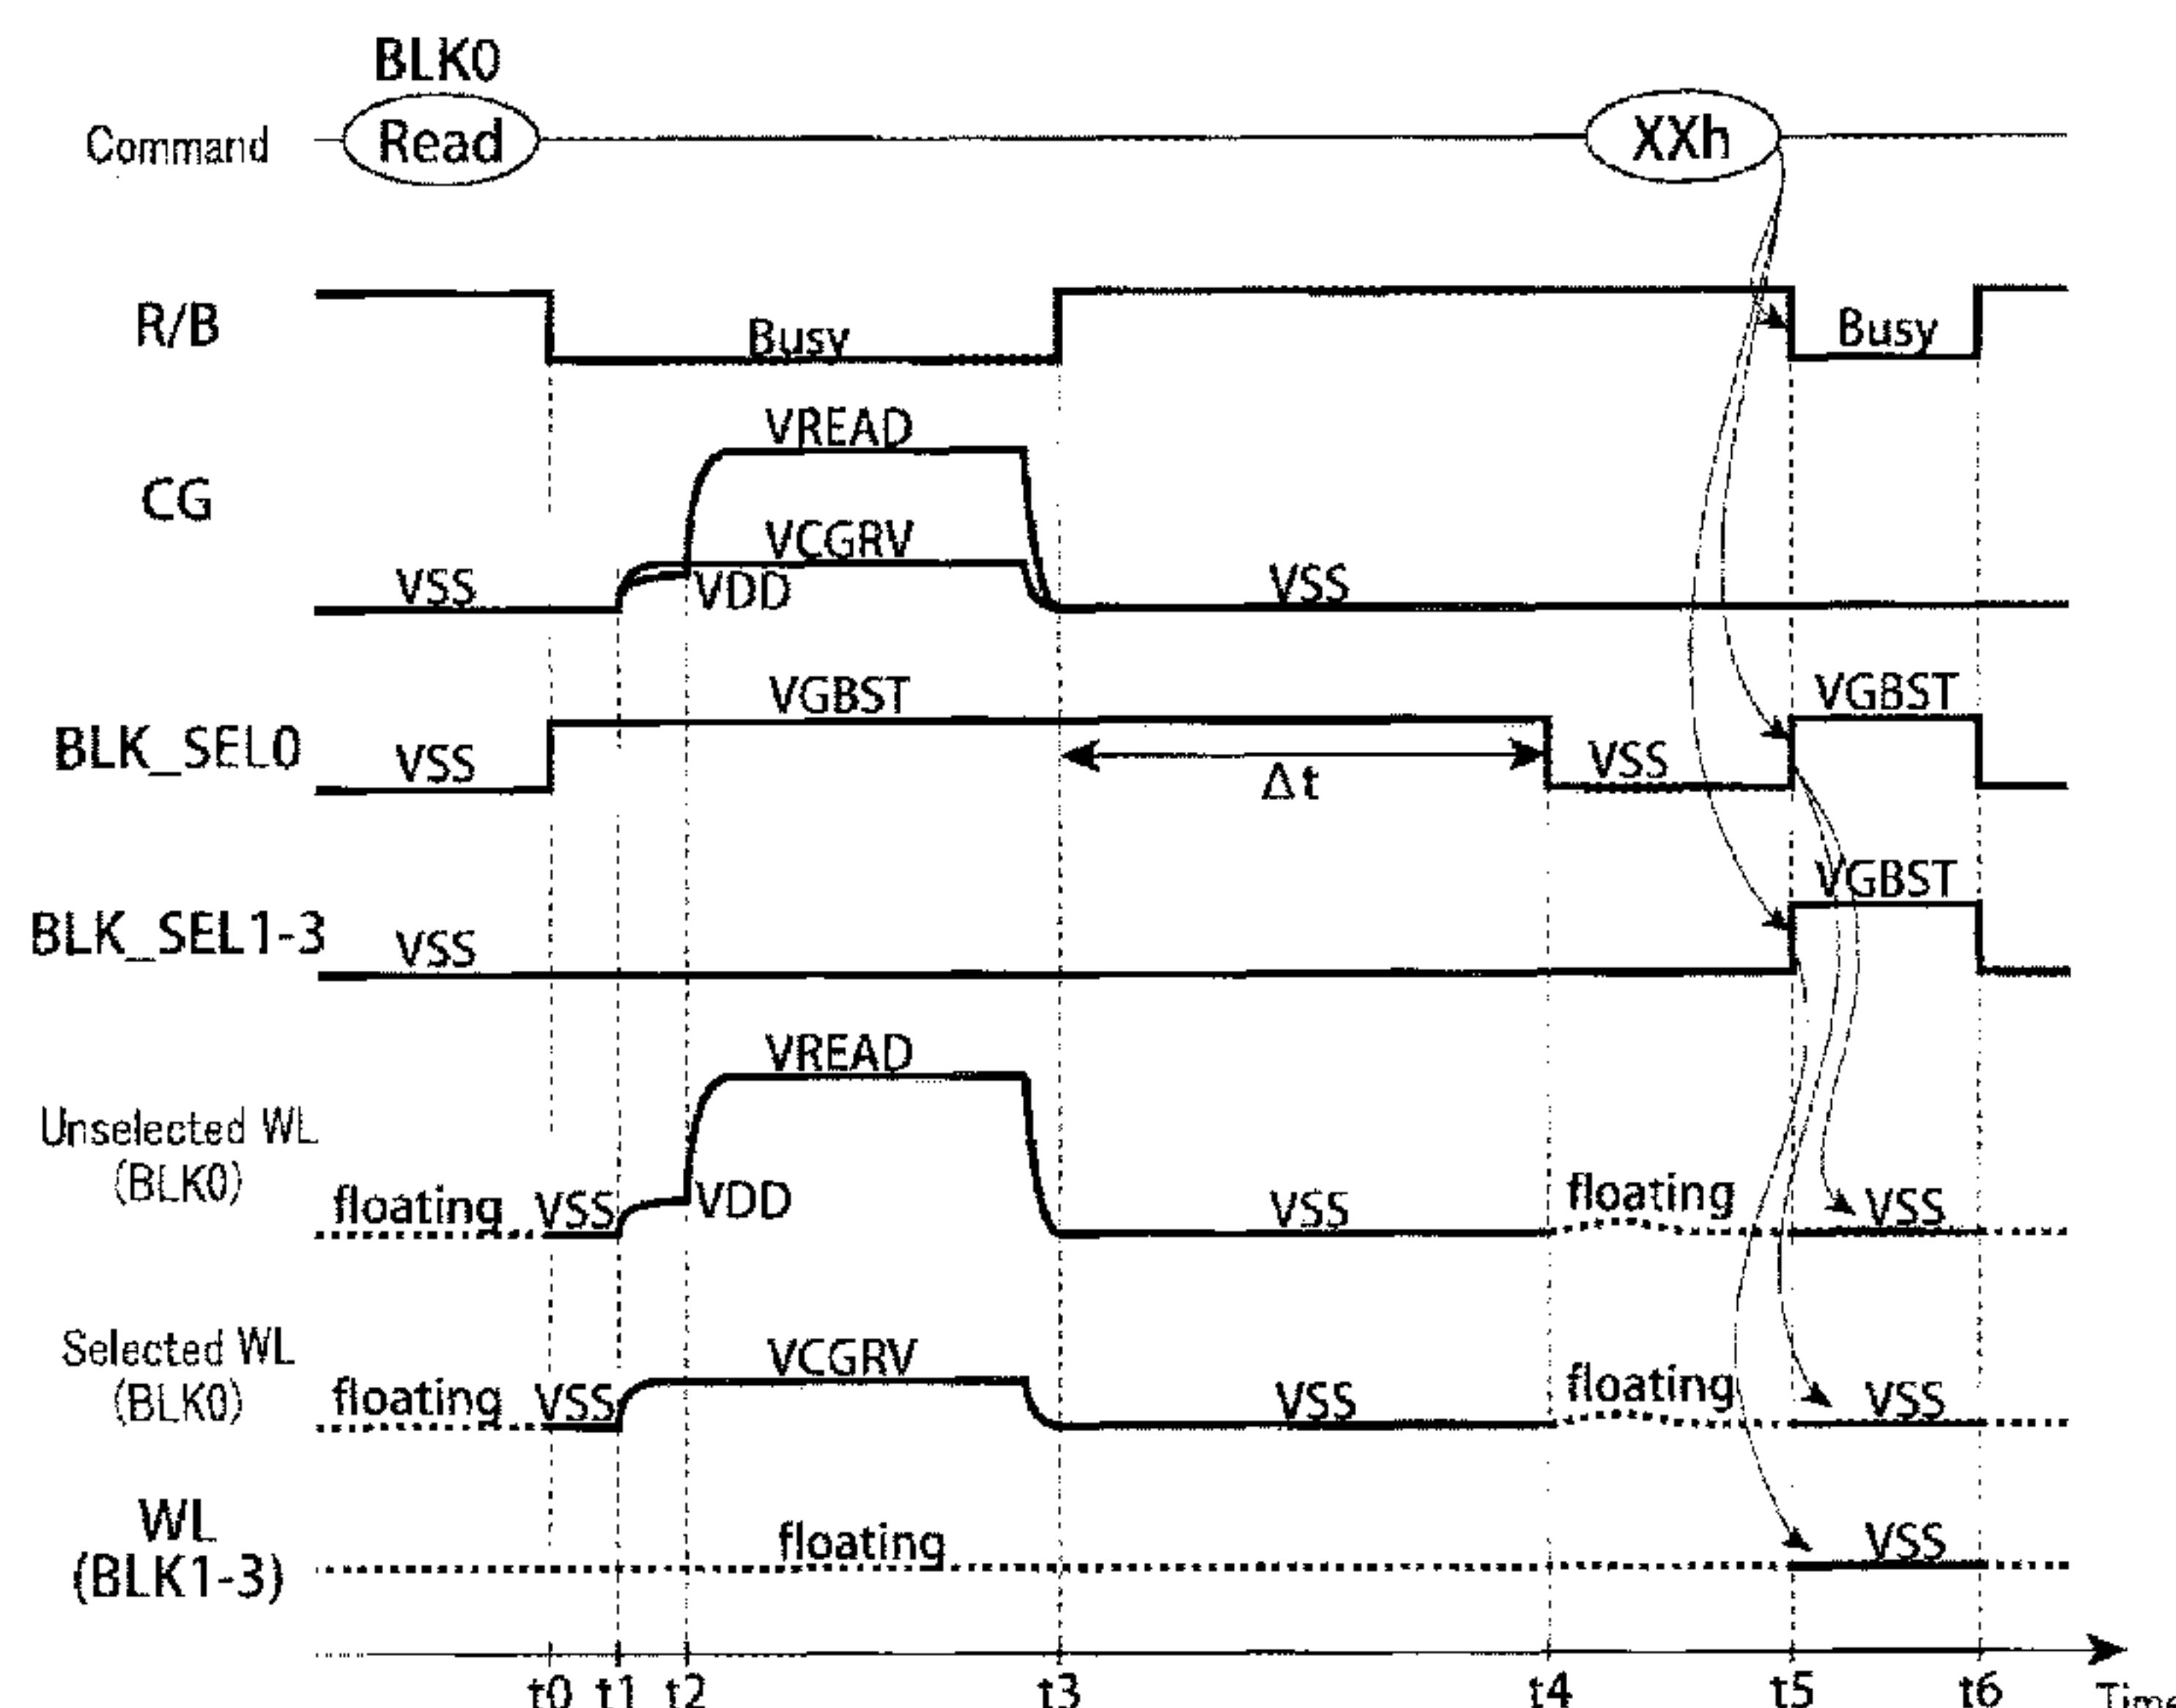 BLK0
Command Read XXh
R/B Busy Busy
VREAD
CG
VCGRV
VSS VDD VSS
VGBST VGBST
BLK_SEL0 VSS Δt VSS
VGBST
BLK_SEL1-3 VSS
VREAD
Unselected WL
(BLK0)
floating VSS VDD VSS floating VSS
Selected WL
(BLK0)
VCGRV
floating VSS VSS floating VSS
WL
(BLK1-3)
floating VSS
t0 t1 t2 t3 t4 t5 t6 Time